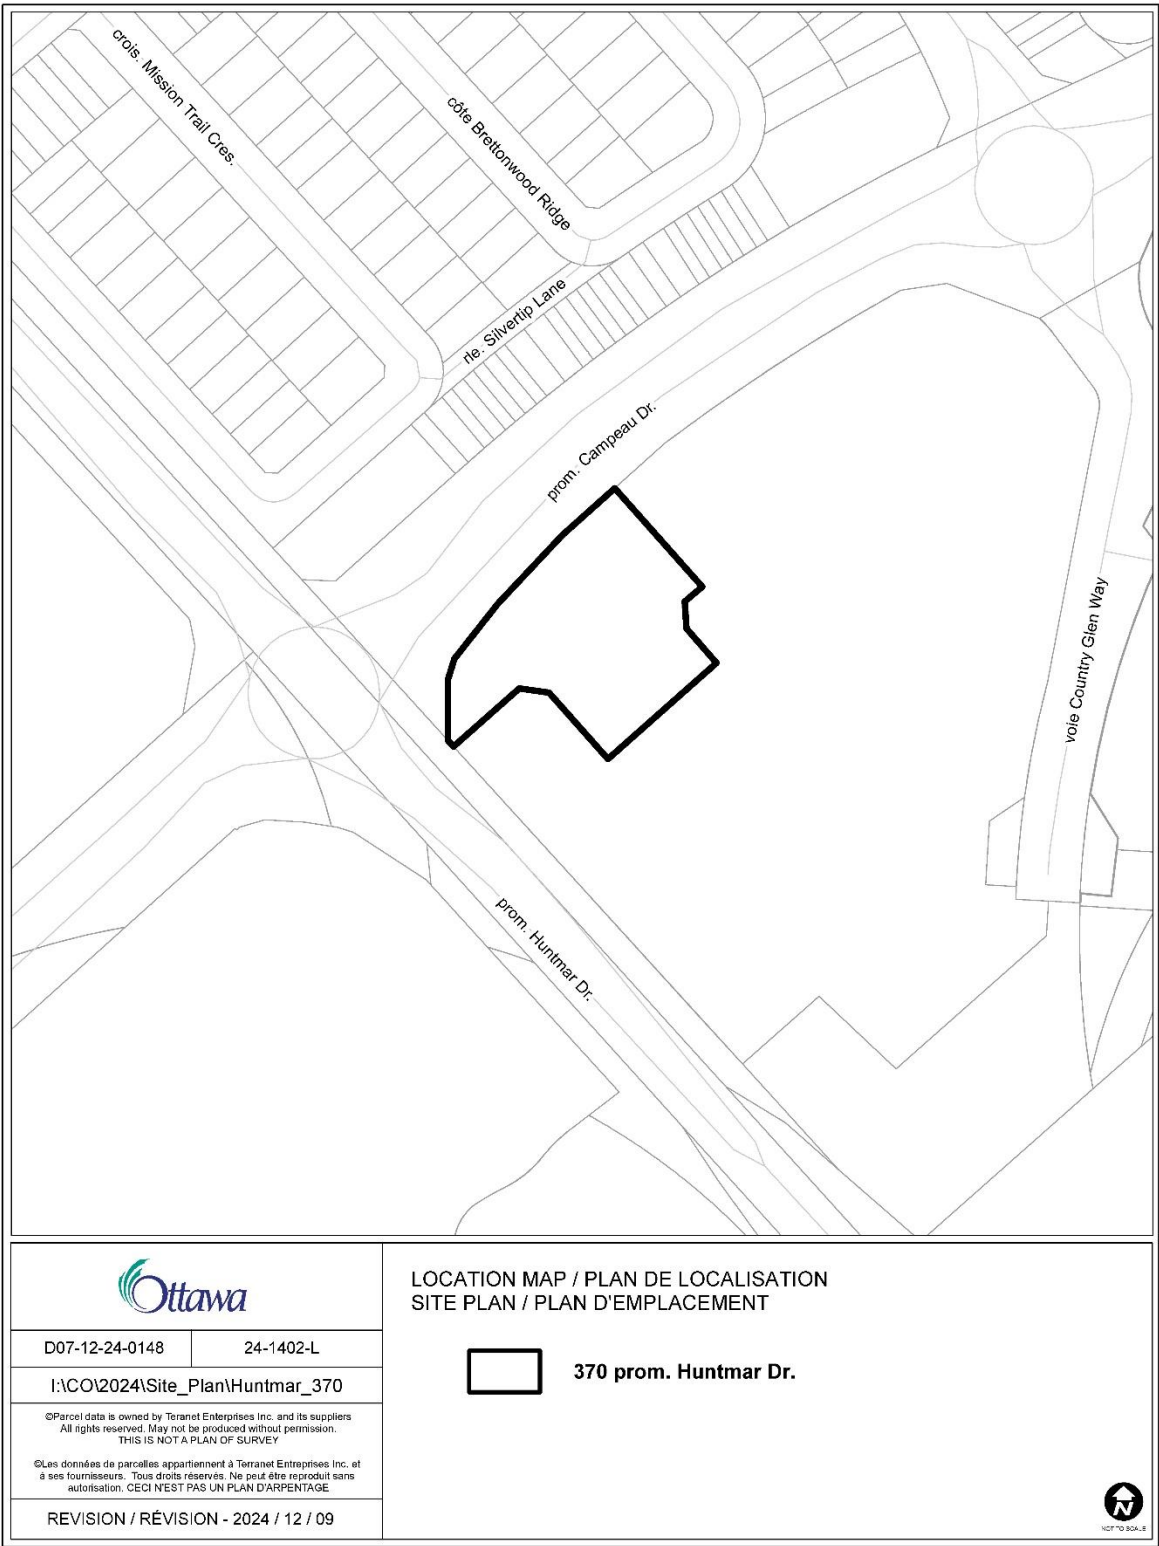 crois. Mission Trail Cres.
côte Brettonwood Ridge
rle. Silvertip Lane
prom. Campeau Dr.
voie Country Glen Way
prom. Huntmar Dr.
Ottawa
D07-12-24-0148
24-1402-L
I:\CO\2024\Site_Plan\Huntmar_370
©Parcel data is owned by Teranet Enterprises Inc. and its suppliers
All rights reserved. May not be produced without permission.
THIS IS NOT A PLAN OF SURVEY
©Les données de parcelles appartiennent à Terranet Entreprises Inc. et
à ses fournisseurs. Tous droits réservés. Ne peut être reproduit sans
autorisation. CECI N'EST PAS UN PLAN D'ARPENTAGE
REVISION / RÉVISION - 2024 / 12 / 09
LOCATION MAP / PLAN DE LOCALISATION
SITE PLAN / PLAN D'EMPLACEMENT
370 prom. Huntmar Dr.
N
NOT TO SCALE